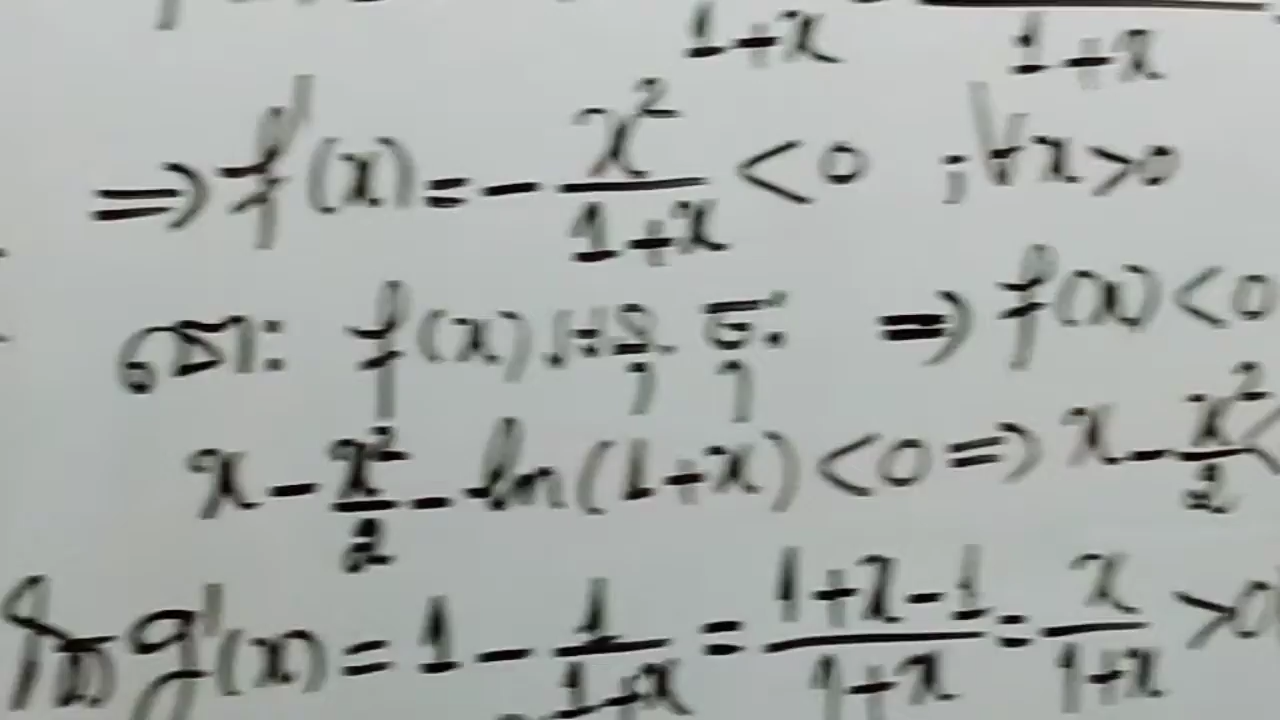 1+x 1+x
⇒ f'(x) = - x²/(1+x) < 0 ; ∀x > 0
f(x) ⇒ f(x) < 0
x - x²/2 - ln(1+x) < 0 ⇒ x - x²/2 <
g'(x) = 1 - 1/(1+x) = (1+x-1)/(1+x) = x/(1+x) > 0